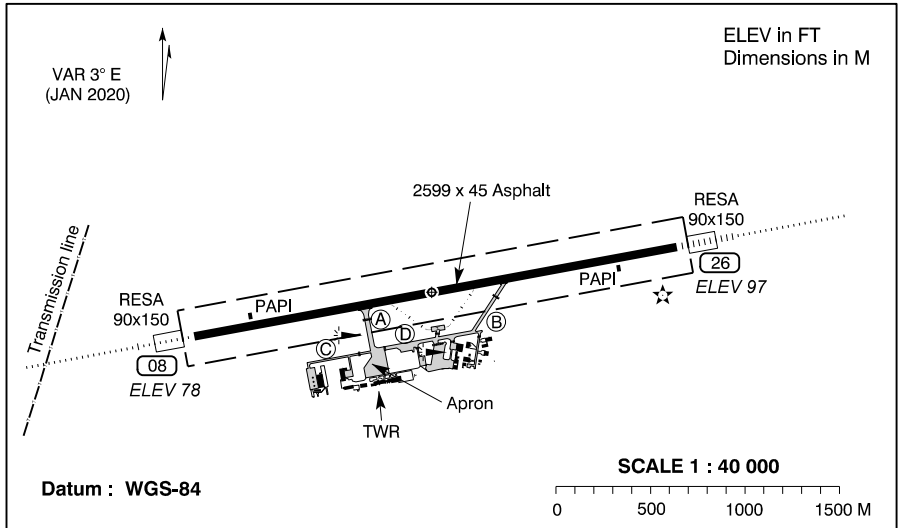 ELEV in FT
Dimensions in M
VAR 3° E
(JAN 2020)
2599 x 45 Asphalt
RESA
90x150
Transmission line
26
ELEV 97
PAPI
PAPI
RESA
90x150
A
B
C
D
08
ELEV 78
Apron
TWR
SCALE 1 : 40 000
Datum : WGS-84
0 500 1000 1500 M